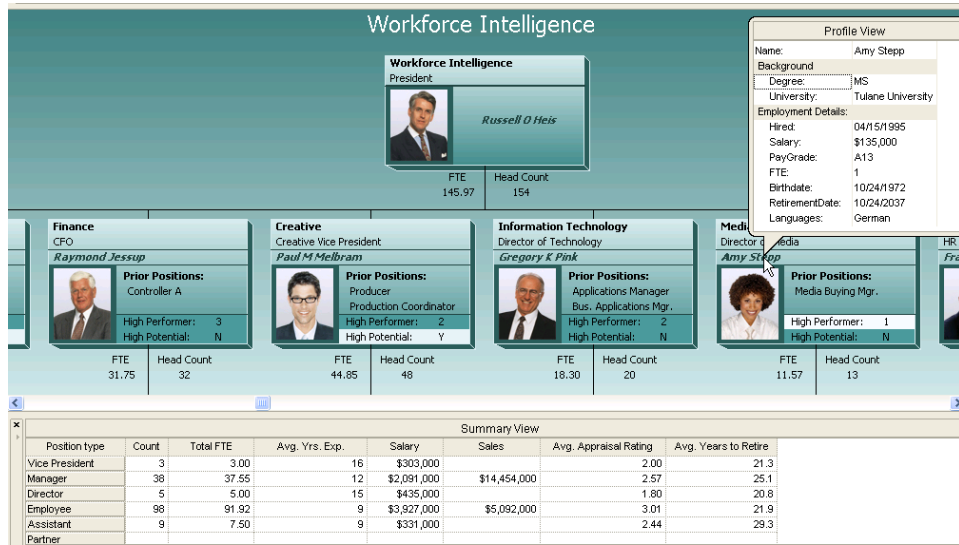 Workforce Intelligence
Workforce Intelligence
President
Russell O Heis
FTE Head Count
145.97 154
Profile View
Name: Amy Stepp
Background
Degree: MS
University: Tulane University
Employment Details:
Hired: 04/15/1995
Salary: $135,000
PayGrade: A13
FTE: 1
Birthdate: 10/24/1972
RetirementDate: 10/24/2037
Languages: German
Finance
CFO
Raymond Jessup
Prior Positions:
Controller A
High Performer: 3
High Potential: N
FTE Head Count
31.75 32
Creative
Creative Vice President
Paul M Melbram
Prior Positions:
Producer
Production Coordinator
High Performer: 2
High Potential: Y
FTE Head Count
44.85 48
Information Technology
Director of Technology
Gregory K Pink
Prior Positions:
Applications Manager
Bus. Applications Mgr.
High Performer: 2
High Potential: N
FTE Head Count
18.30 20
Medi
Director of Media
Amy Stepp
Prior Positions:
Media Buying Mgr.
High Performer: 1
High Potential: N
FTE Head Count
11.57 13
HR
Fra
Summary View
Position type Count Total FTE Avg. Yrs. Exp. Salary Sales Avg. Appraisal Rating Avg. Years to Retire
Vice President 3 3.00 16 $303,000 2.00 21.3
Manager 38 37.55 12 $2,091,000 $14,454,000 2.57 25.1
Director 5 5.00 15 $435,000 1.80 20.8
Employee 98 91.92 9 $3,927,000 $5,092,000 3.01 21.9
Assistant 9 7.50 9 $331,000 2.44 29.3
Partner